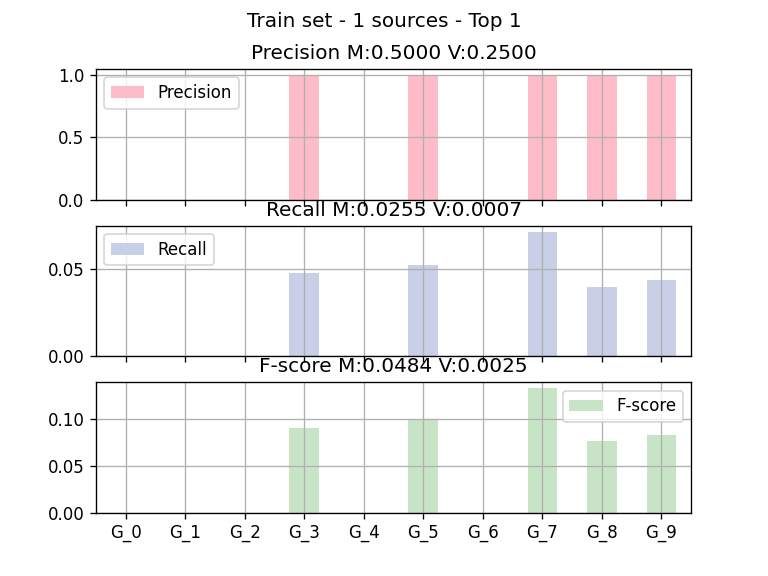 Train set - 1 sources - Top 1
Precision M:0.5000 V:0.2500
1.0
0.5
0.0
Precision
Recall M:0.0255 V:0.0007
0.05
0.00
Recall
F-score M:0.0484 V:0.0025
0.10
0.05
0.00
F-score
G_0 G_1 G_2 G_3 G_4 G_5 G_6 G_7 G_8 G_9